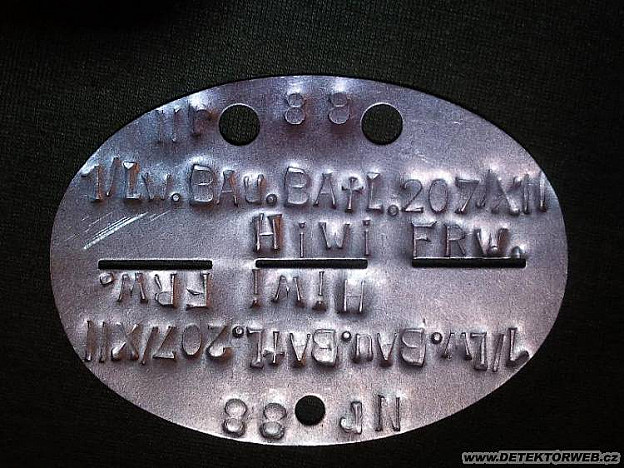 Nr 88
1/Lw.BAu.BAtL.207/XII
Hiwi FRW.
Hiwi FRW.
1/Lw.BAu.BAtL.207/XII
Nr 88
www.DETEKTORWEB.cz